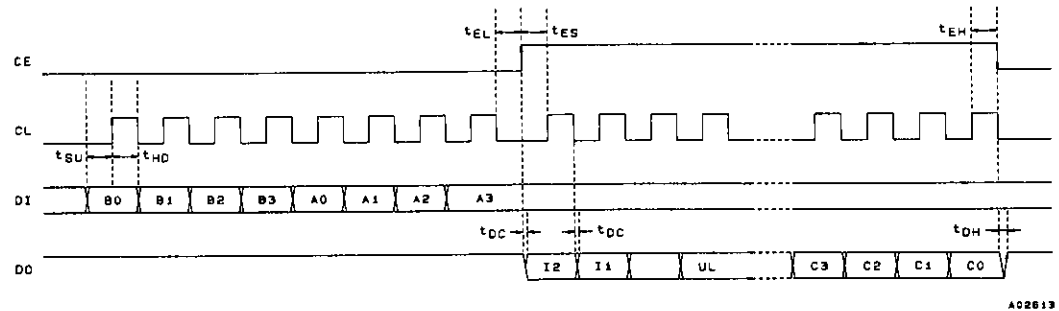 tEL tES tEH
CE
CL
tSU tHD
DI B0 B1 B2 B3 A0 A1 A2 A3
tDC tDC tDH
DO I2 I1 UL C3 C2 C1 C0
A02613